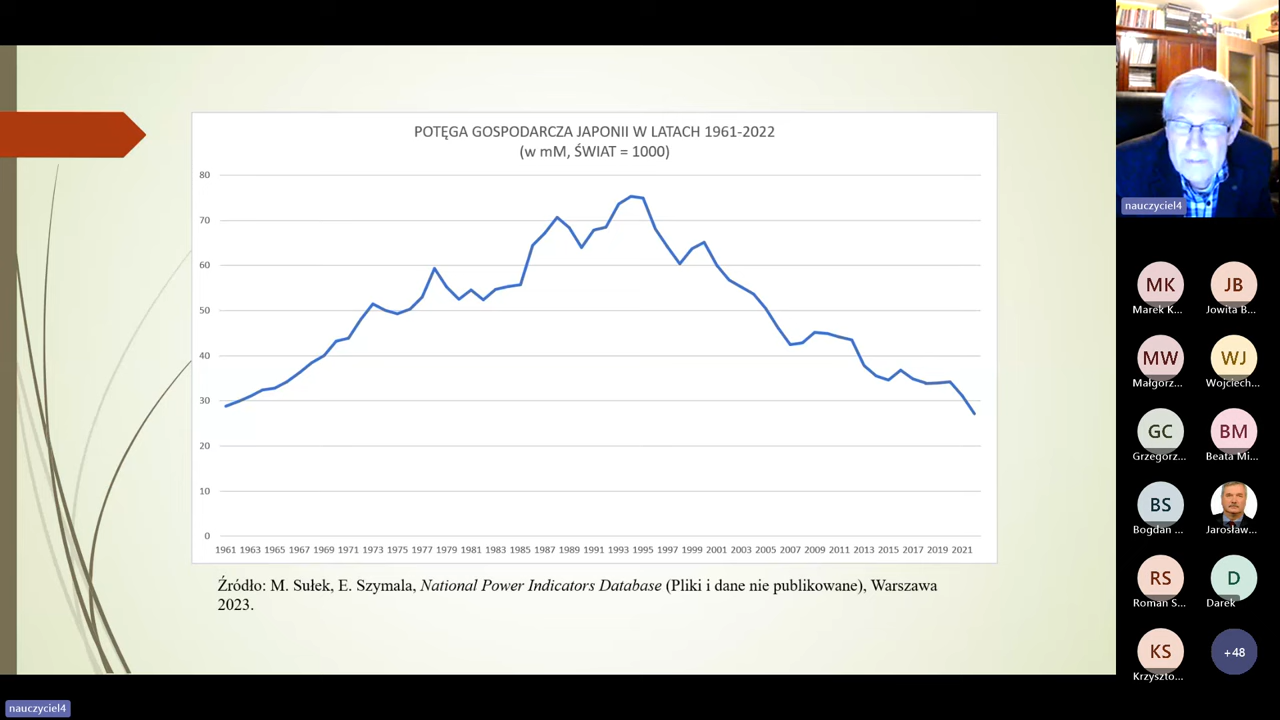 POTĘGA GOSPODARCZA JAPONII W LATACH 1961-2022
(w mM, ŚWIAT = 1000)
80
70
60
50
40
30
20
10
0
1961 1963 1965 1967 1969 1971 1973 1975 1977 1979 1981 1983 1985 1987 1989 1991 1993 1995 1997 1999 2001 2003 2005 2007 2009 2011 2013 2015 2017 2019 2021
Źródło: M. Sułek, E. Szymala, National Power Indicators Database (Pliki i dane nie publikowane), Warszawa
2023.
nauczyciel4
MK
JB
Marek K...
Jowita B...
MW
WJ
Małgorz...
Wojciech...
GC
BM
Grzegorz...
Beata Mi...
BS
Bogdan ...
Jarosław...
RS
D
Roman S...
Darek
KS
+48
Krzyszto...
nauczyciel4